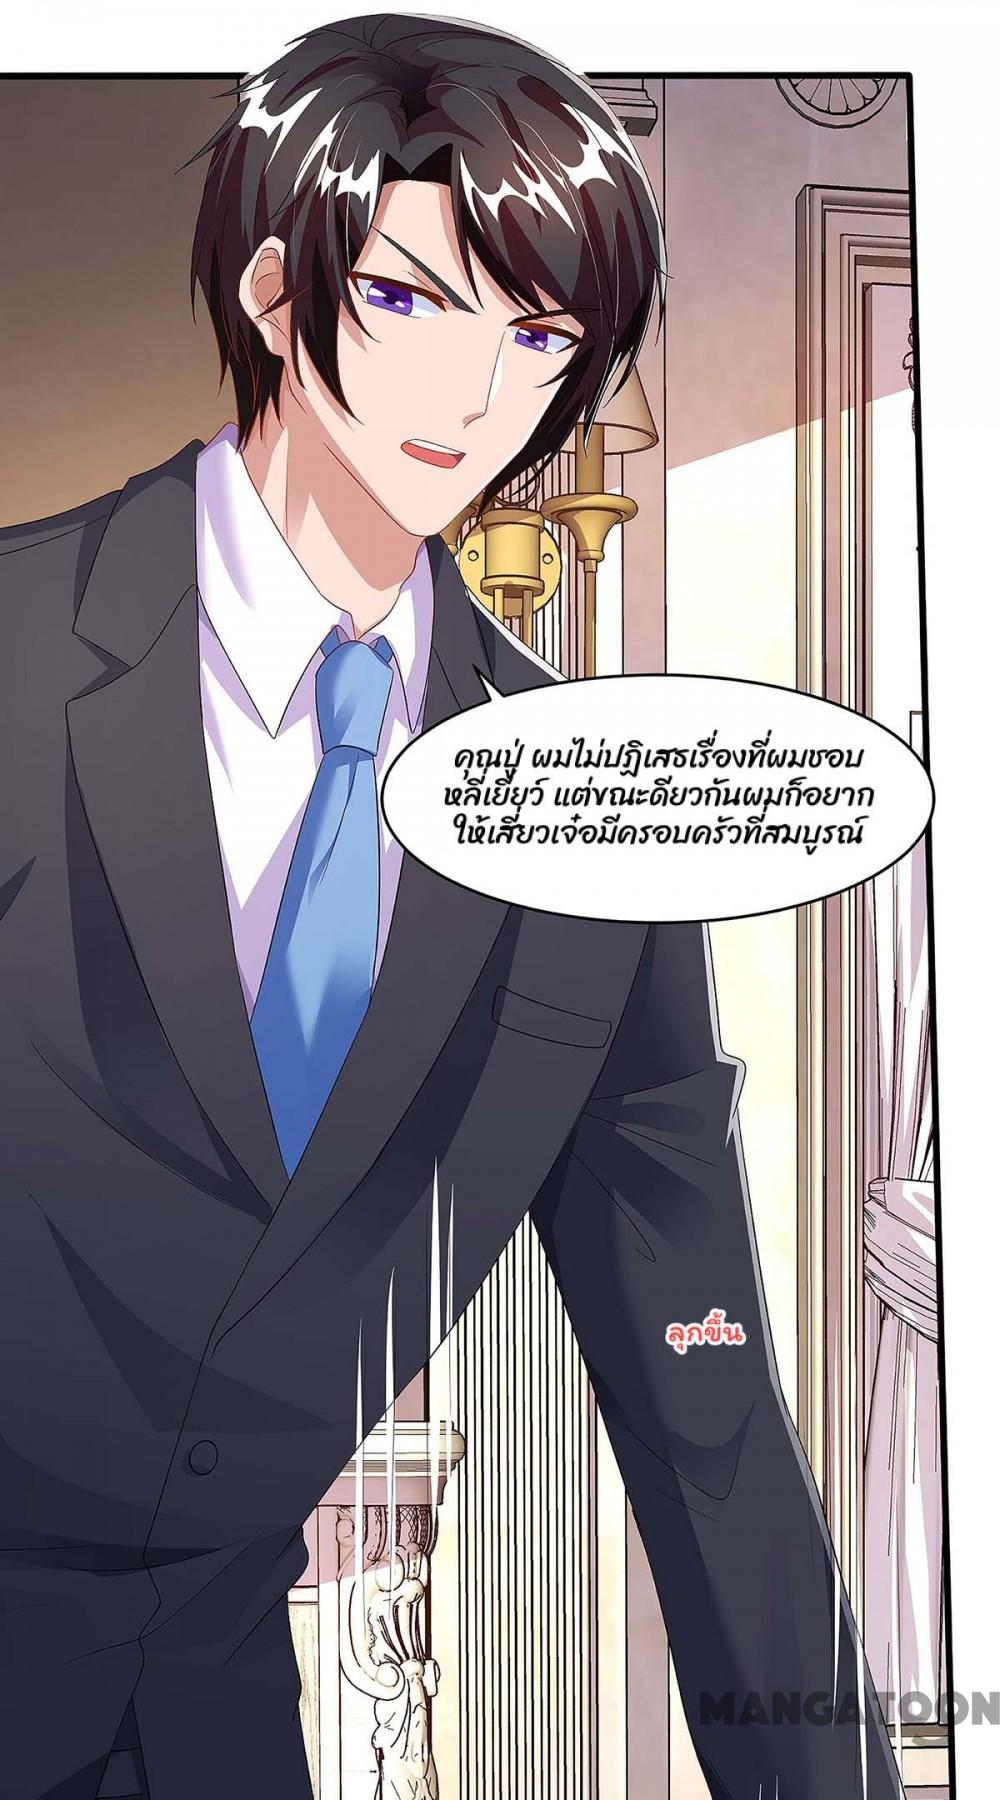 คุณปู่ ผมไม่ปฏิเสธเรื่องที่ผมชอบ
หลี่เยี่ยว์ แต่ขณะดียวกันผมก็อยาก
ให้เสี่ยวเจ๋อมีครอบครัวที่สมบูรณ์
ลุกขึ้น
MANGATOON